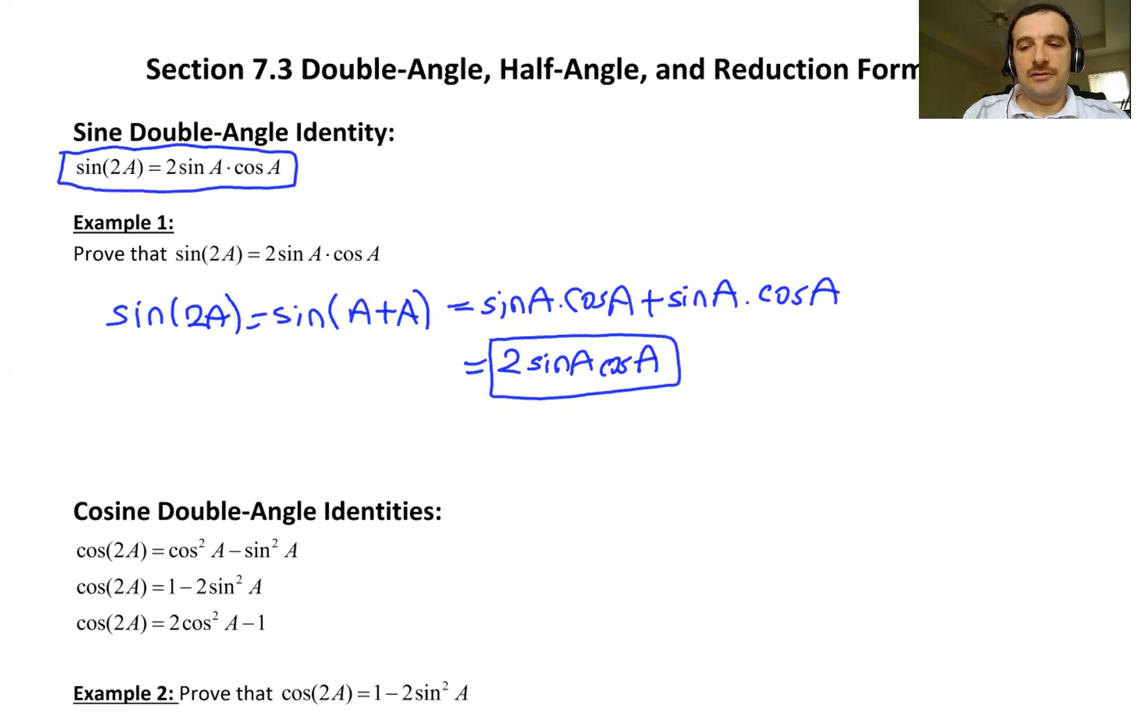 Section 7.3 Double-Angle, Half-Angle, and Reduction Form
Sine Double-Angle Identity:
sin(2A) = 2 sin A · cos A
Example 1:
Prove that sin(2A) = 2 sin A · cos A
sin(2A) = sin(A+A) = sinA.cosA + sinA.cosA
= 2 sinA cosA
Cosine Double-Angle Identities:
cos(2A) = cos² A − sin² A
cos(2A) = 1 − 2sin² A
cos(2A) = 2cos² A − 1
Example 2: Prove that cos(2A) = 1 − 2sin² A